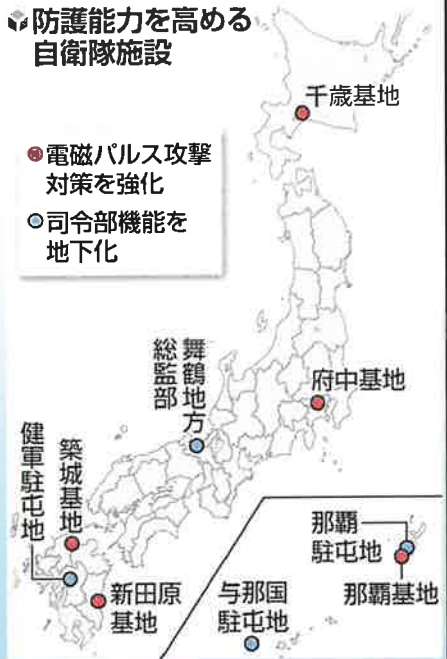 防護能力を高める
自衛隊施設
電磁パルス攻撃
対策を強化
司令部機能を
地下化
千歳基地
府中基地
舞鶴地方
総監部
健軍駐屯地
築城基地
新田原
基地
那覇
駐屯地
那覇基地
与那国
駐屯地